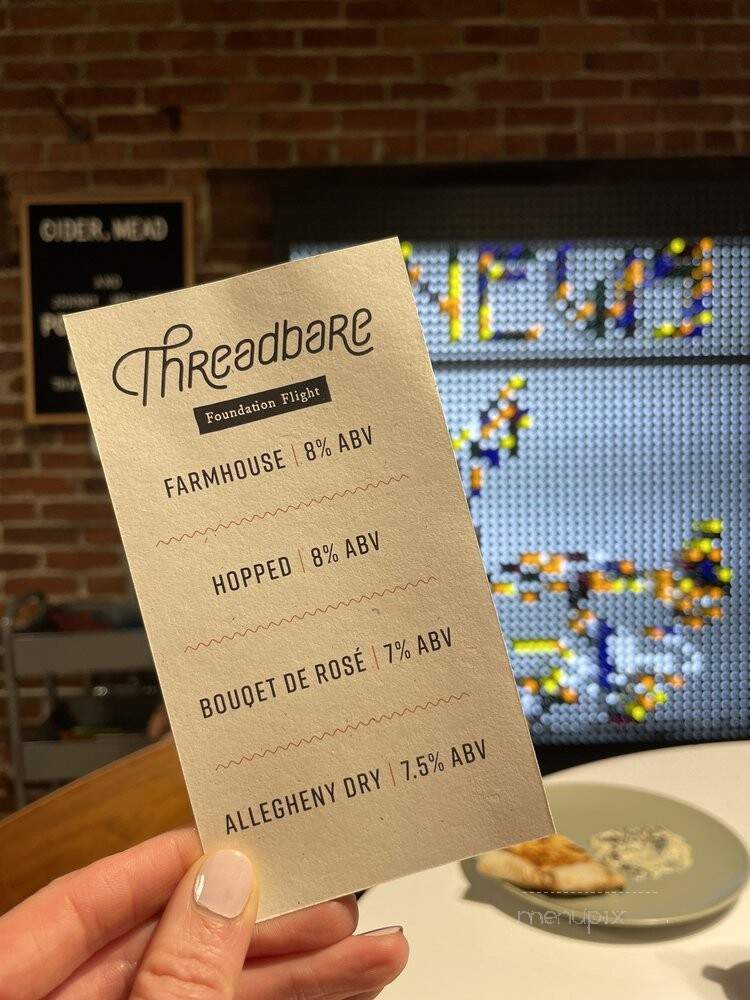 CIDER, MEAD
AND
Threadbare
Foundation Flight
FARMHOUSE | 8% ABV
HOPPED | 8% ABV
BOUQET DE ROSÉ | 7% ABV
ALLEGHENY DRY | 7.5% ABV
menupix